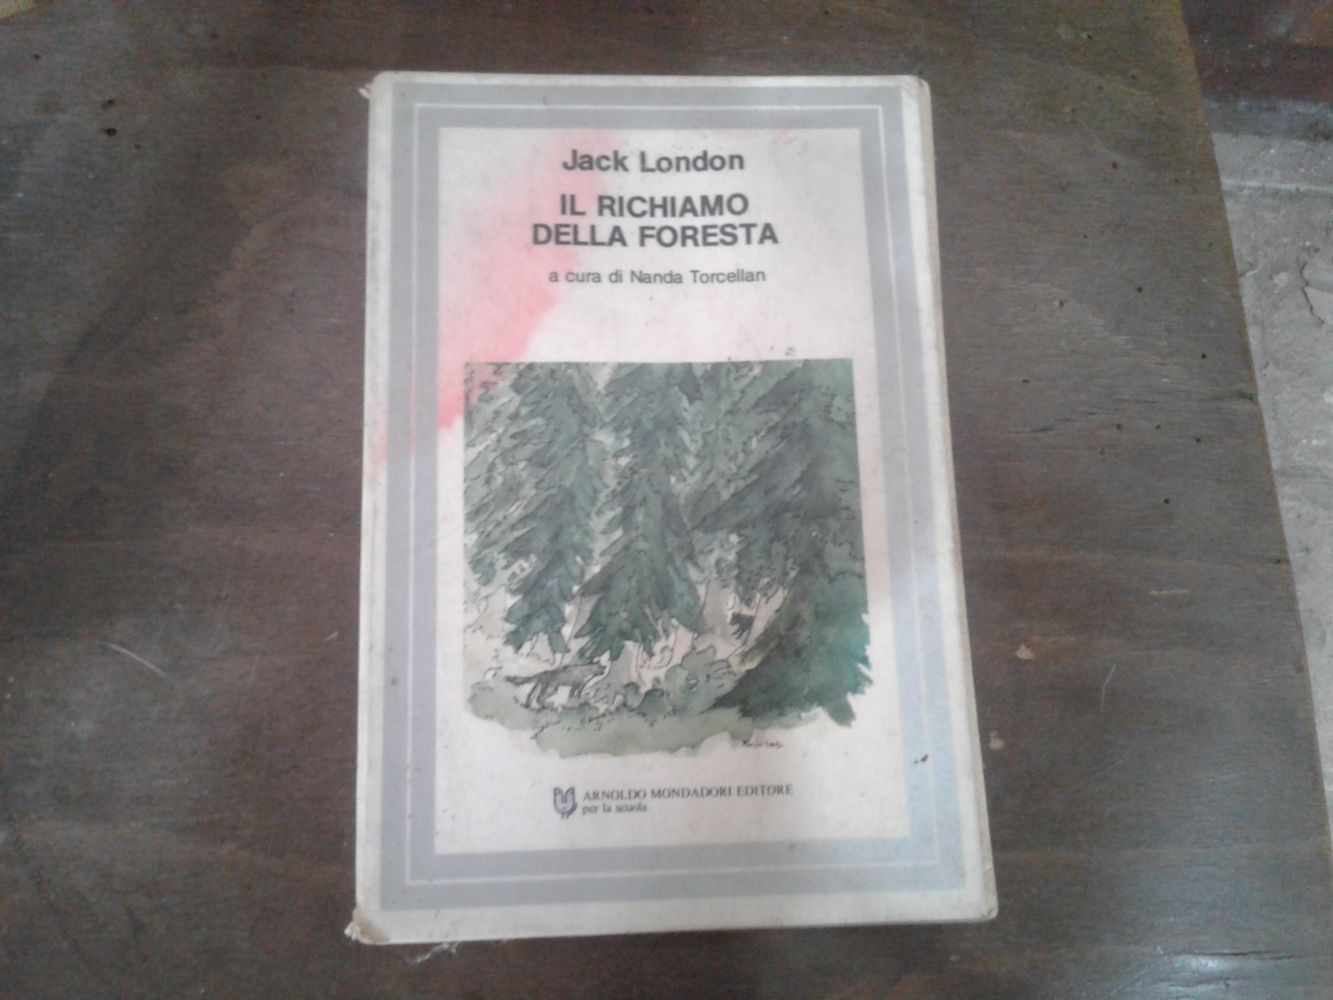 Jack London
IL RICHIAMO
DELLA FORESTA
a cura di Nanda Torcellan
ARNOLDO MONDADORI EDITORE
per la scuola